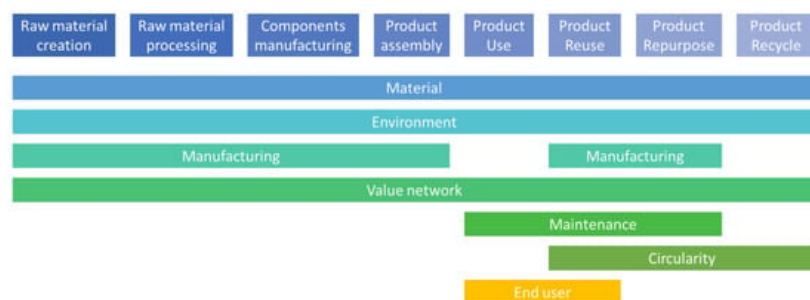 Raw material
creation
Raw material
processing
Components
manufacturing
Product
assembly
Product
Use
Product
Reuse
Product
Repurpose
Product
Recycle
Material
Environment
Manufacturing
Manufacturing
Value network
Maintenance
Circularity
End user